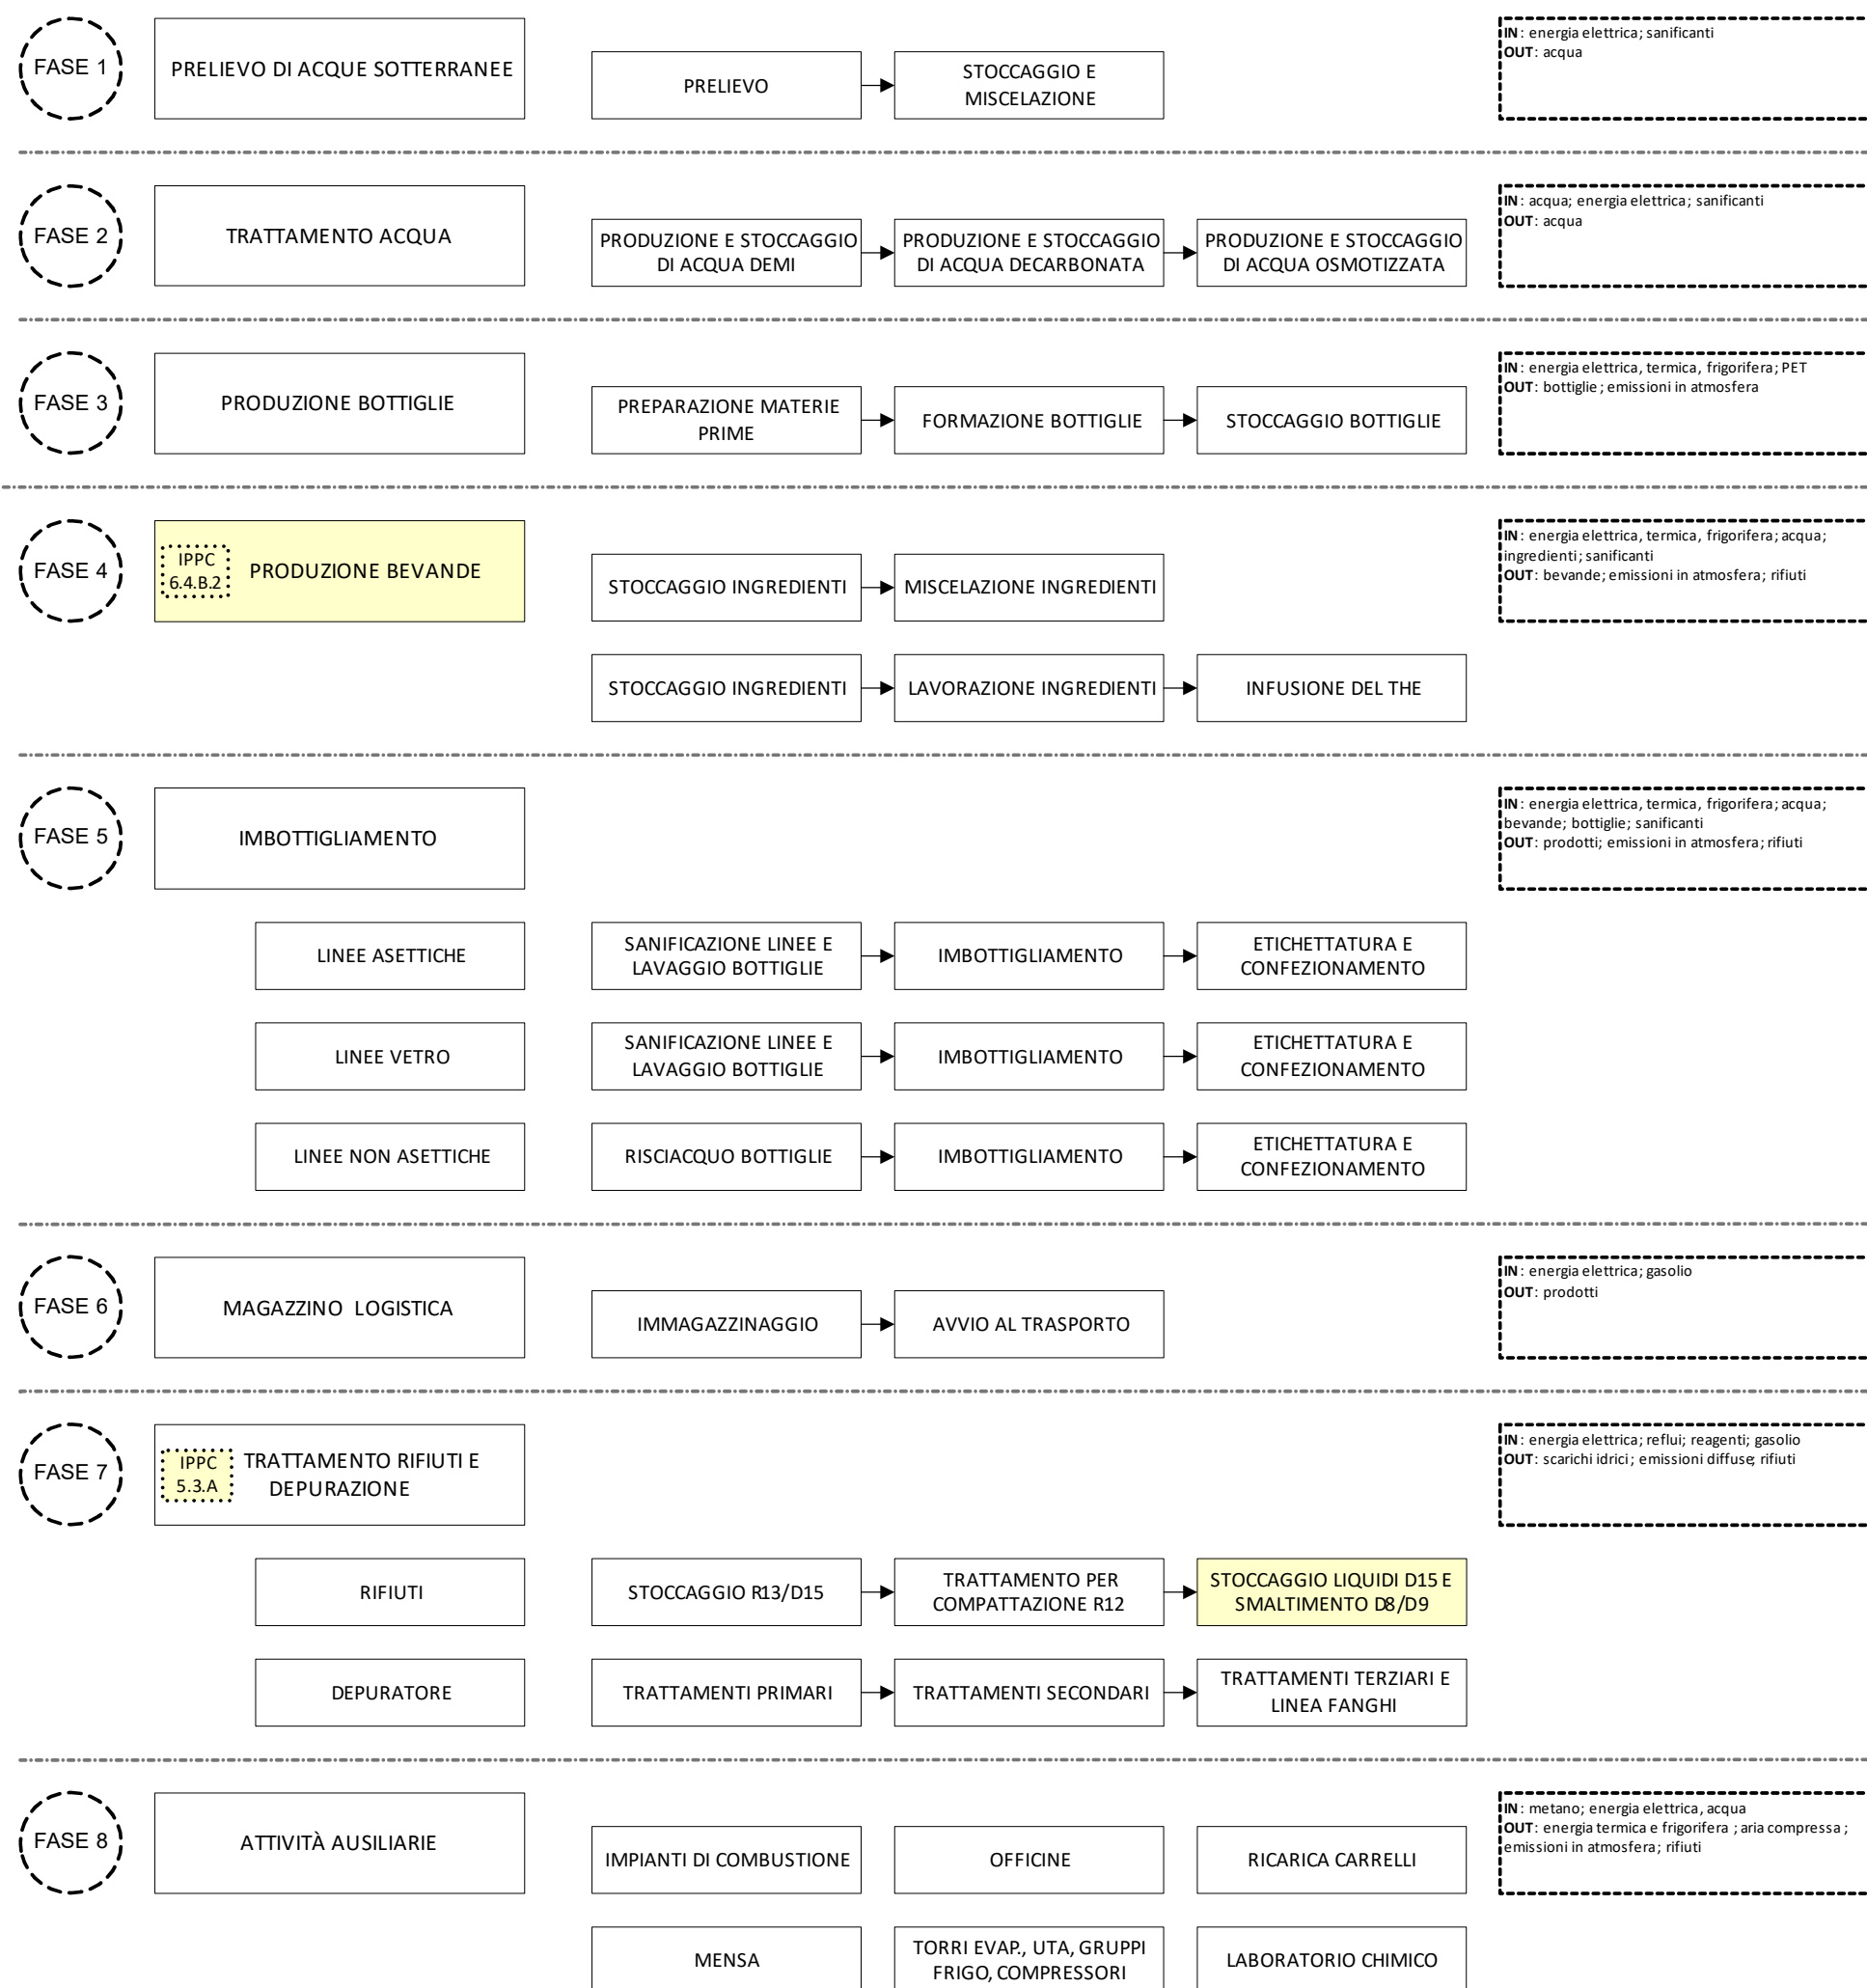 FASE 1
PRELIEVO DI ACQUE SOTTERRANEE
PRELIEVO
STOCCAGGIO E
MISCELAZIONE
IN: energia elettrica; sanificanti
OUT: acqua
FASE 2
TRATTAMENTO ACQUA
PRODUZIONE E STOCCAGGIO
DI ACQUA DEMI
PRODUZIONE E STOCCAGGIO
DI ACQUA DECARBONATA
PRODUZIONE E STOCCAGGIO
DI ACQUA OSMOTIZZATA
IN: acqua; energia elettrica; sanificanti
OUT: acqua
FASE 3
PRODUZIONE BOTTIGLIE
PREPARAZIONE MATERIE
PRIME
FORMAZIONE BOTTIGLIE
STOCCAGGIO BOTTIGLIE
IN: energia elettrica, termica, frigorifera; PET
OUT: bottiglie; emissioni in atmosfera
FASE 4
IPPC
6.4.B.2
PRODUZIONE BEVANDE
STOCCAGGIO INGREDIENTI
MISCELAZIONE INGREDIENTI
IN: energia elettrica, termica, frigorifera; acqua;
ingredienti; sanificanti
OUT: bevande; emissioni in atmosfera; rifiuti
STOCCAGGIO INGREDIENTI
LAVORAZIONE INGREDIENTI
INFUSIONE DEL THE
FASE 5
IMBOTTIGLIAMENTO
IN: energia elettrica, termica, frigorifera; acqua;
bevande; bottiglie; sanificanti
OUT: prodotti; emissioni in atmosfera; rifiuti
LINEE ASETTICHE
SANIFICAZIONE LINEE E
LAVAGGIO BOTTIGLIE
IMBOTTIGLIAMENTO
ETICHETTATURA E
CONFEZIONAMENTO
LINEE VETRO
SANIFICAZIONE LINEE E
LAVAGGIO BOTTIGLIE
IMBOTTIGLIAMENTO
ETICHETTATURA E
CONFEZIONAMENTO
LINEE NON ASETTICHE
RISCIACQUO BOTTIGLIE
IMBOTTIGLIAMENTO
ETICHETTATURA E
CONFEZIONAMENTO
FASE 6
MAGAZZINO LOGISTICA
IMMAGAZZINAGGIO
AVVIO AL TRASPORTO
IN: energia elettrica; gasolio
OUT: prodotti
FASE 7
IPPC
5.3.A
TRATTAMENTO RIFIUTI E
DEPURAZIONE
IN: energia elettrica; reflui; reagenti; gasolio
OUT: scarichi idrici; emissioni diffuse; rifiuti
RIFIUTI
STOCCAGGIO R13/D15
TRATTAMENTO PER
COMPATTAZIONE R12
STOCCAGGIO LIQUIDI D15 E
SMALTIMENTO D8/D9
DEPURATORE
TRATTAMENTI PRIMARI
TRATTAMENTI SECONDARI
TRATTAMENTI TERZIARI E
LINEA FANGHI
FASE 8
ATTIVITÀ AUSILIARIE
IMPIANTI DI COMBUSTIONE
OFFICINE
RICARICA CARRELLI
IN: metano; energia elettrica, acqua
OUT: energia termica e frigorifera ; aria compressa ;
emissioni in atmosfera; rifiuti
MENSA
TORRI EVAP., UTA, GRUPPI
FRIGO, COMPRESSORI
LABORATORIO CHIMICO